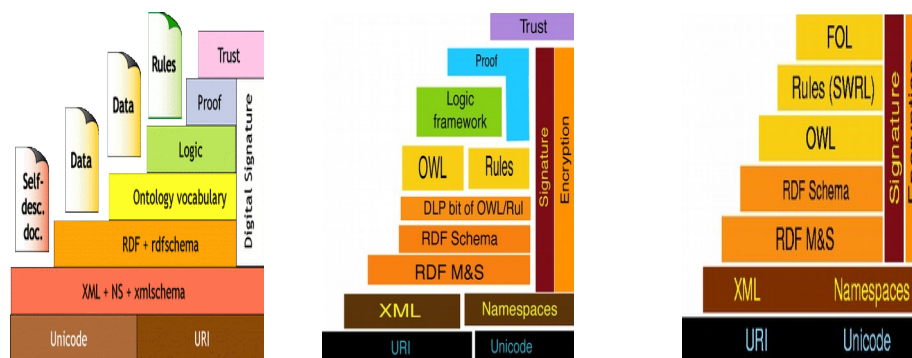 Rules
Trust
Data
Proof
Data
Logic
Self-
desc.
doc.
Ontology vocabulary
Digital Signature
RDF + rdfschema
XML + NS + xmlschema
Unicode URI
Trust
Proof
Logic
framework
OWL Rules
DLP bit of OWL/Rul
RDF Schema
RDF M&S
Signature
Encryption
XML Namespaces
URI Unicode
FOL
Rules (SWRL)
OWL
RDF Schema
RDF M&S
Signature
XML Namespaces
URI Unicode